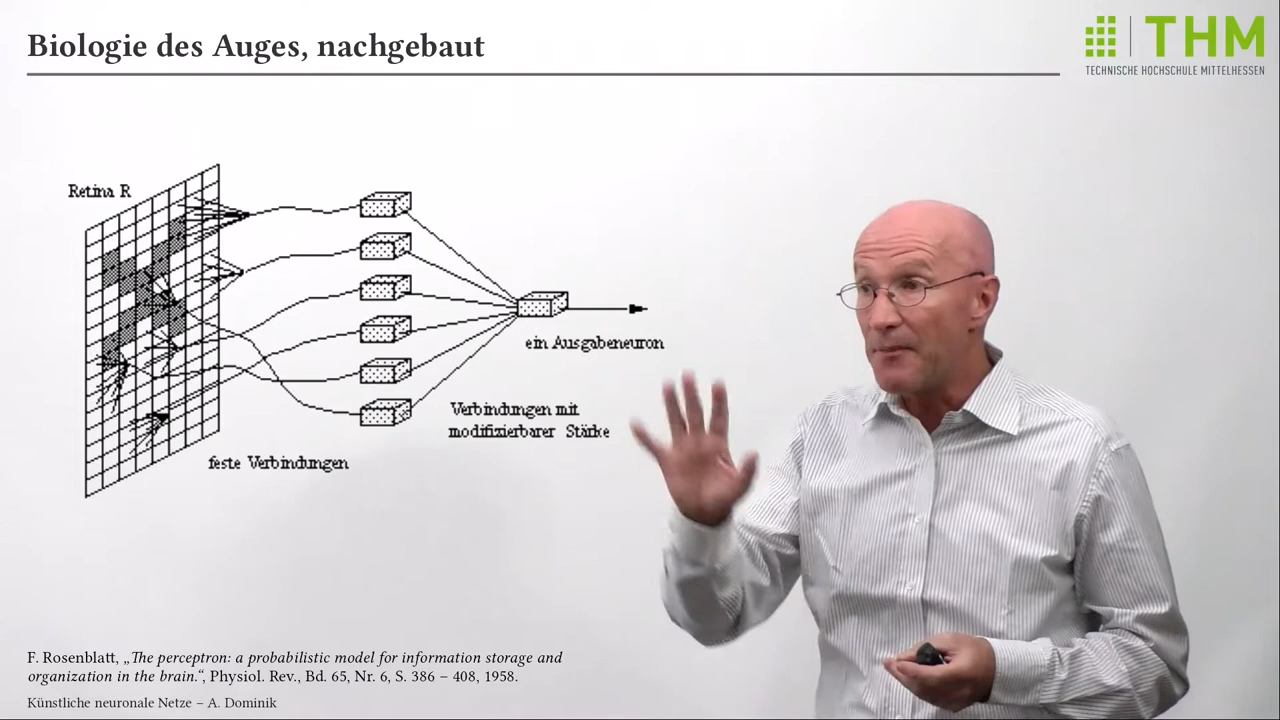 Biologie des Auges, nachgebaut
THM
TECHNISCHE HOCHSCHULE MITTELHESSEN
Retina R
ein Ausgabeneuron
Verbindungen mit
modifizierbarer Stärke
feste Verbindungen
F. Rosenblatt, „The perceptron: a probabilistic model for information storage and
organization in the brain.“, Physiol. Rev., Bd. 65, Nr. 6, S. 386 – 408, 1958.
Künstliche neuronale Netze – A. Dominik